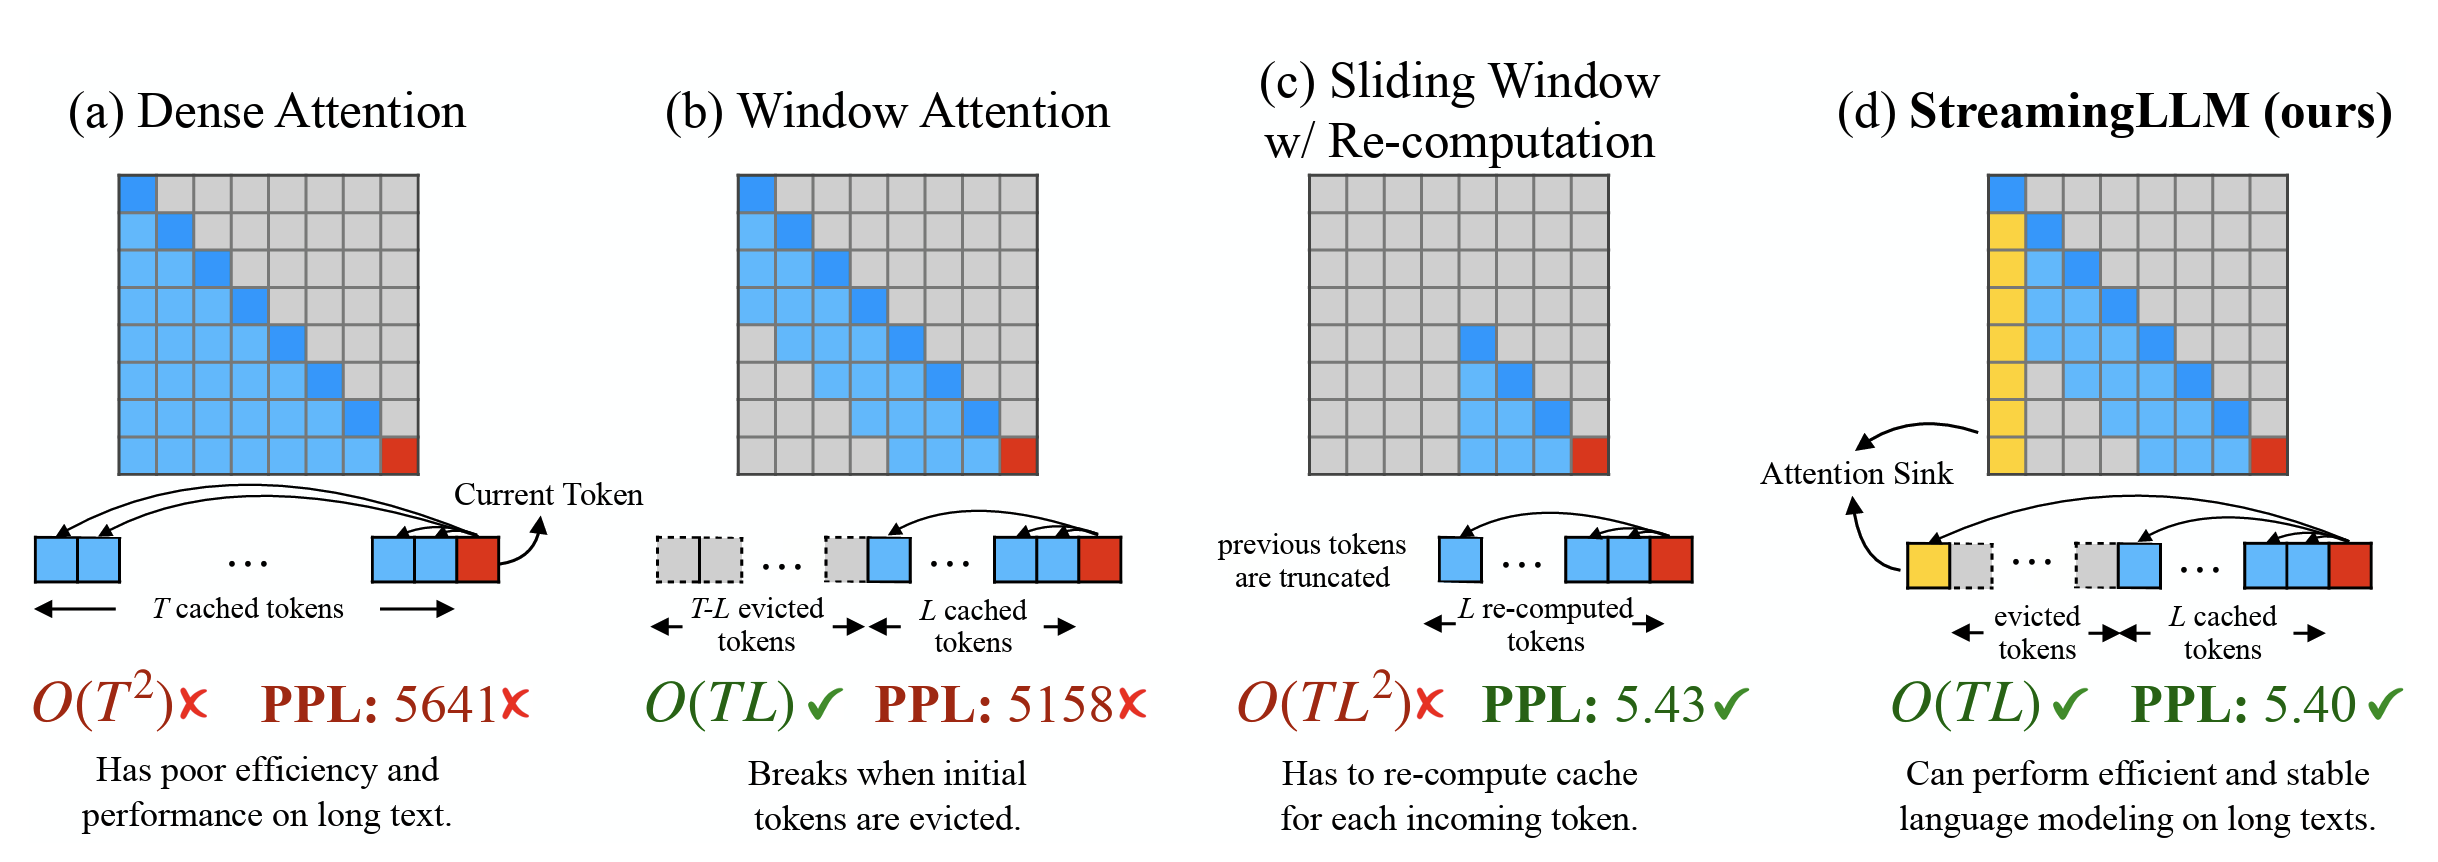 (a) Dense Attention
Current Token
...
T cached tokens
O(T²)✗ PPL: 5641✗
Has poor efficiency and
performance on long text.
(b) Window Attention
... ...
T-L evicted
tokens
L cached
tokens
O(TL) ✓ PPL: 5158✗
Breaks when initial
tokens are evicted.
(c) Sliding Window
w/ Re-computation
previous tokens
are truncated
...
L re-computed
tokens
O(TL²)✗ PPL: 5.43✓
Has to re-compute cache
for each incoming token.
(d) StreamingLLM (ours)
Attention Sink
... ...
evicted
tokens
L cached
tokens
O(TL) ✓ PPL: 5.40 ✓
Can perform efficient and stable
language modeling on long texts.